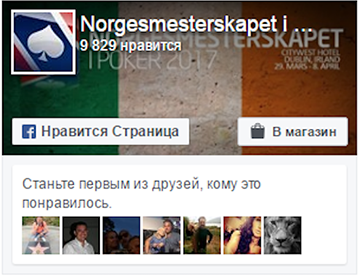 Norgesmesterskapet i ...
9 829 нравится
NORGESMESTERSKAPET
I POKER 2017
CITYWEST HOTEL
DUBLIN, IRLAND
29. MARS - 8. APRIL
Нравится Страница
В магазин
Станьте первым из друзей, кому это
понравилось.